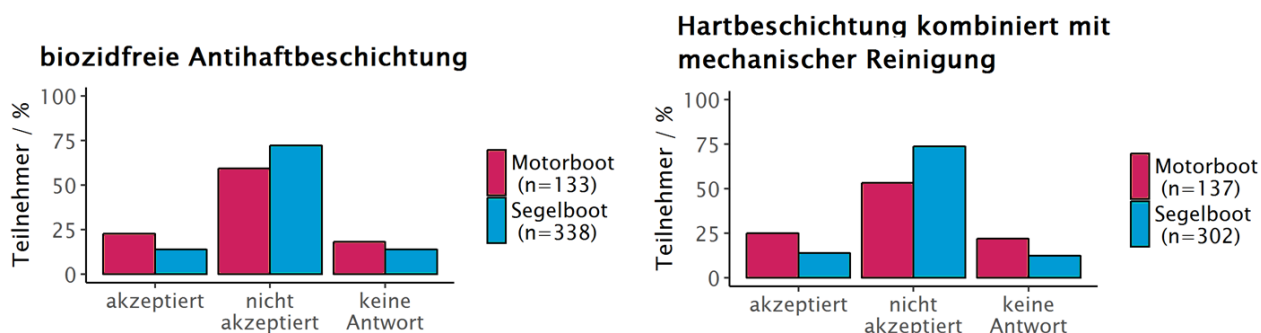 biozidfreie Antihaftbeschichtung
Teilnehmer / %
100
75
50
25
0
akzeptiert
nicht
akzeptiert
keine
Antwort
Motorboot
(n=133)
Segelboot
(n=338)
Hartbeschichtung kombiniert mit
mechanischer Reinigung
Teilnehmer / %
100
75
50
25
0
akzeptiert
nicht
akzeptiert
keine
Antwort
Motorboot
(n=137)
Segelboot
(n=302)